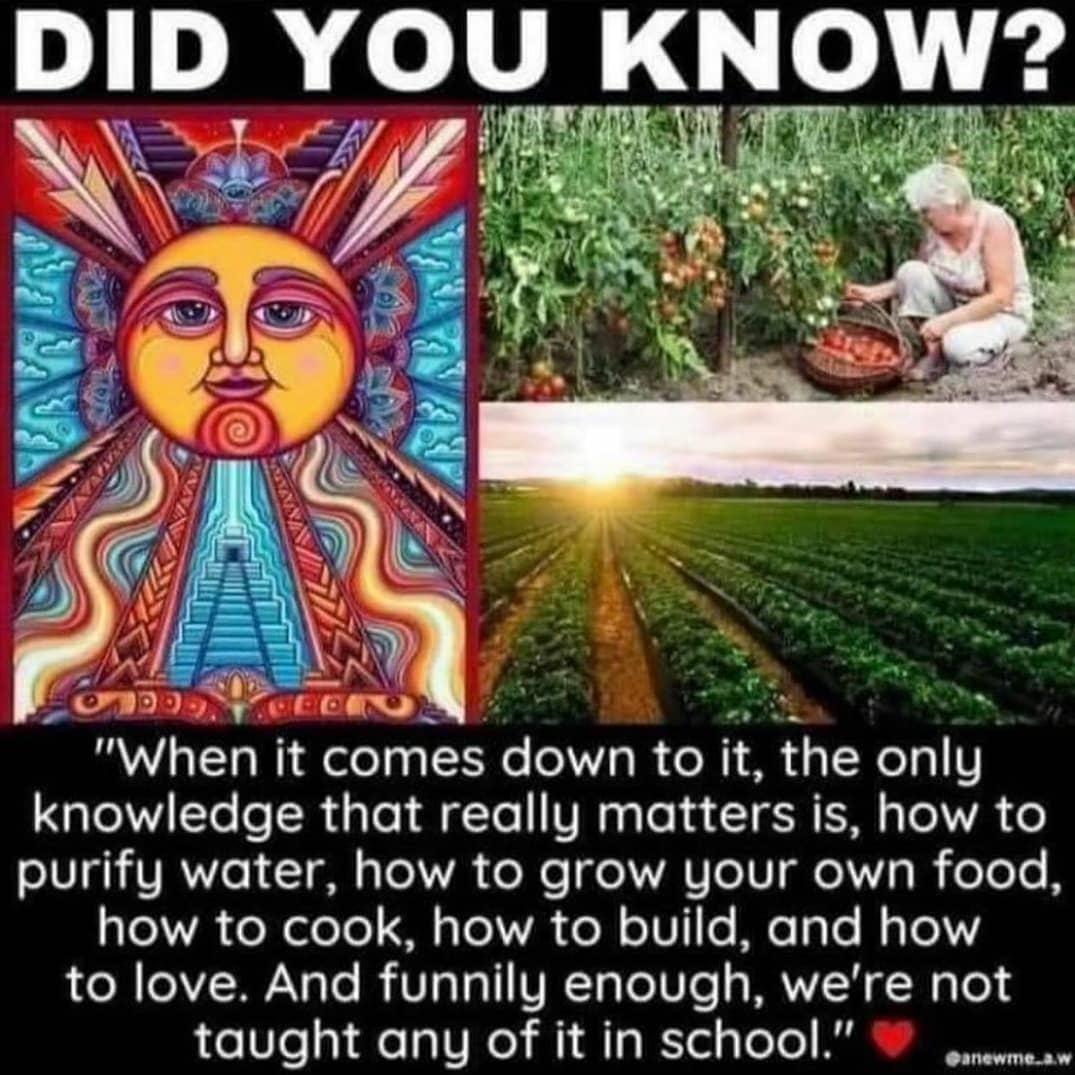 DID YOU KNOW?
"When it comes down to it, the only
knowledge that really matters is, how to
purify water, how to grow your own food,
how to cook, how to build, and how
to love. And funnily enough, we're not
taught any of it in school."
@anewme_a.w